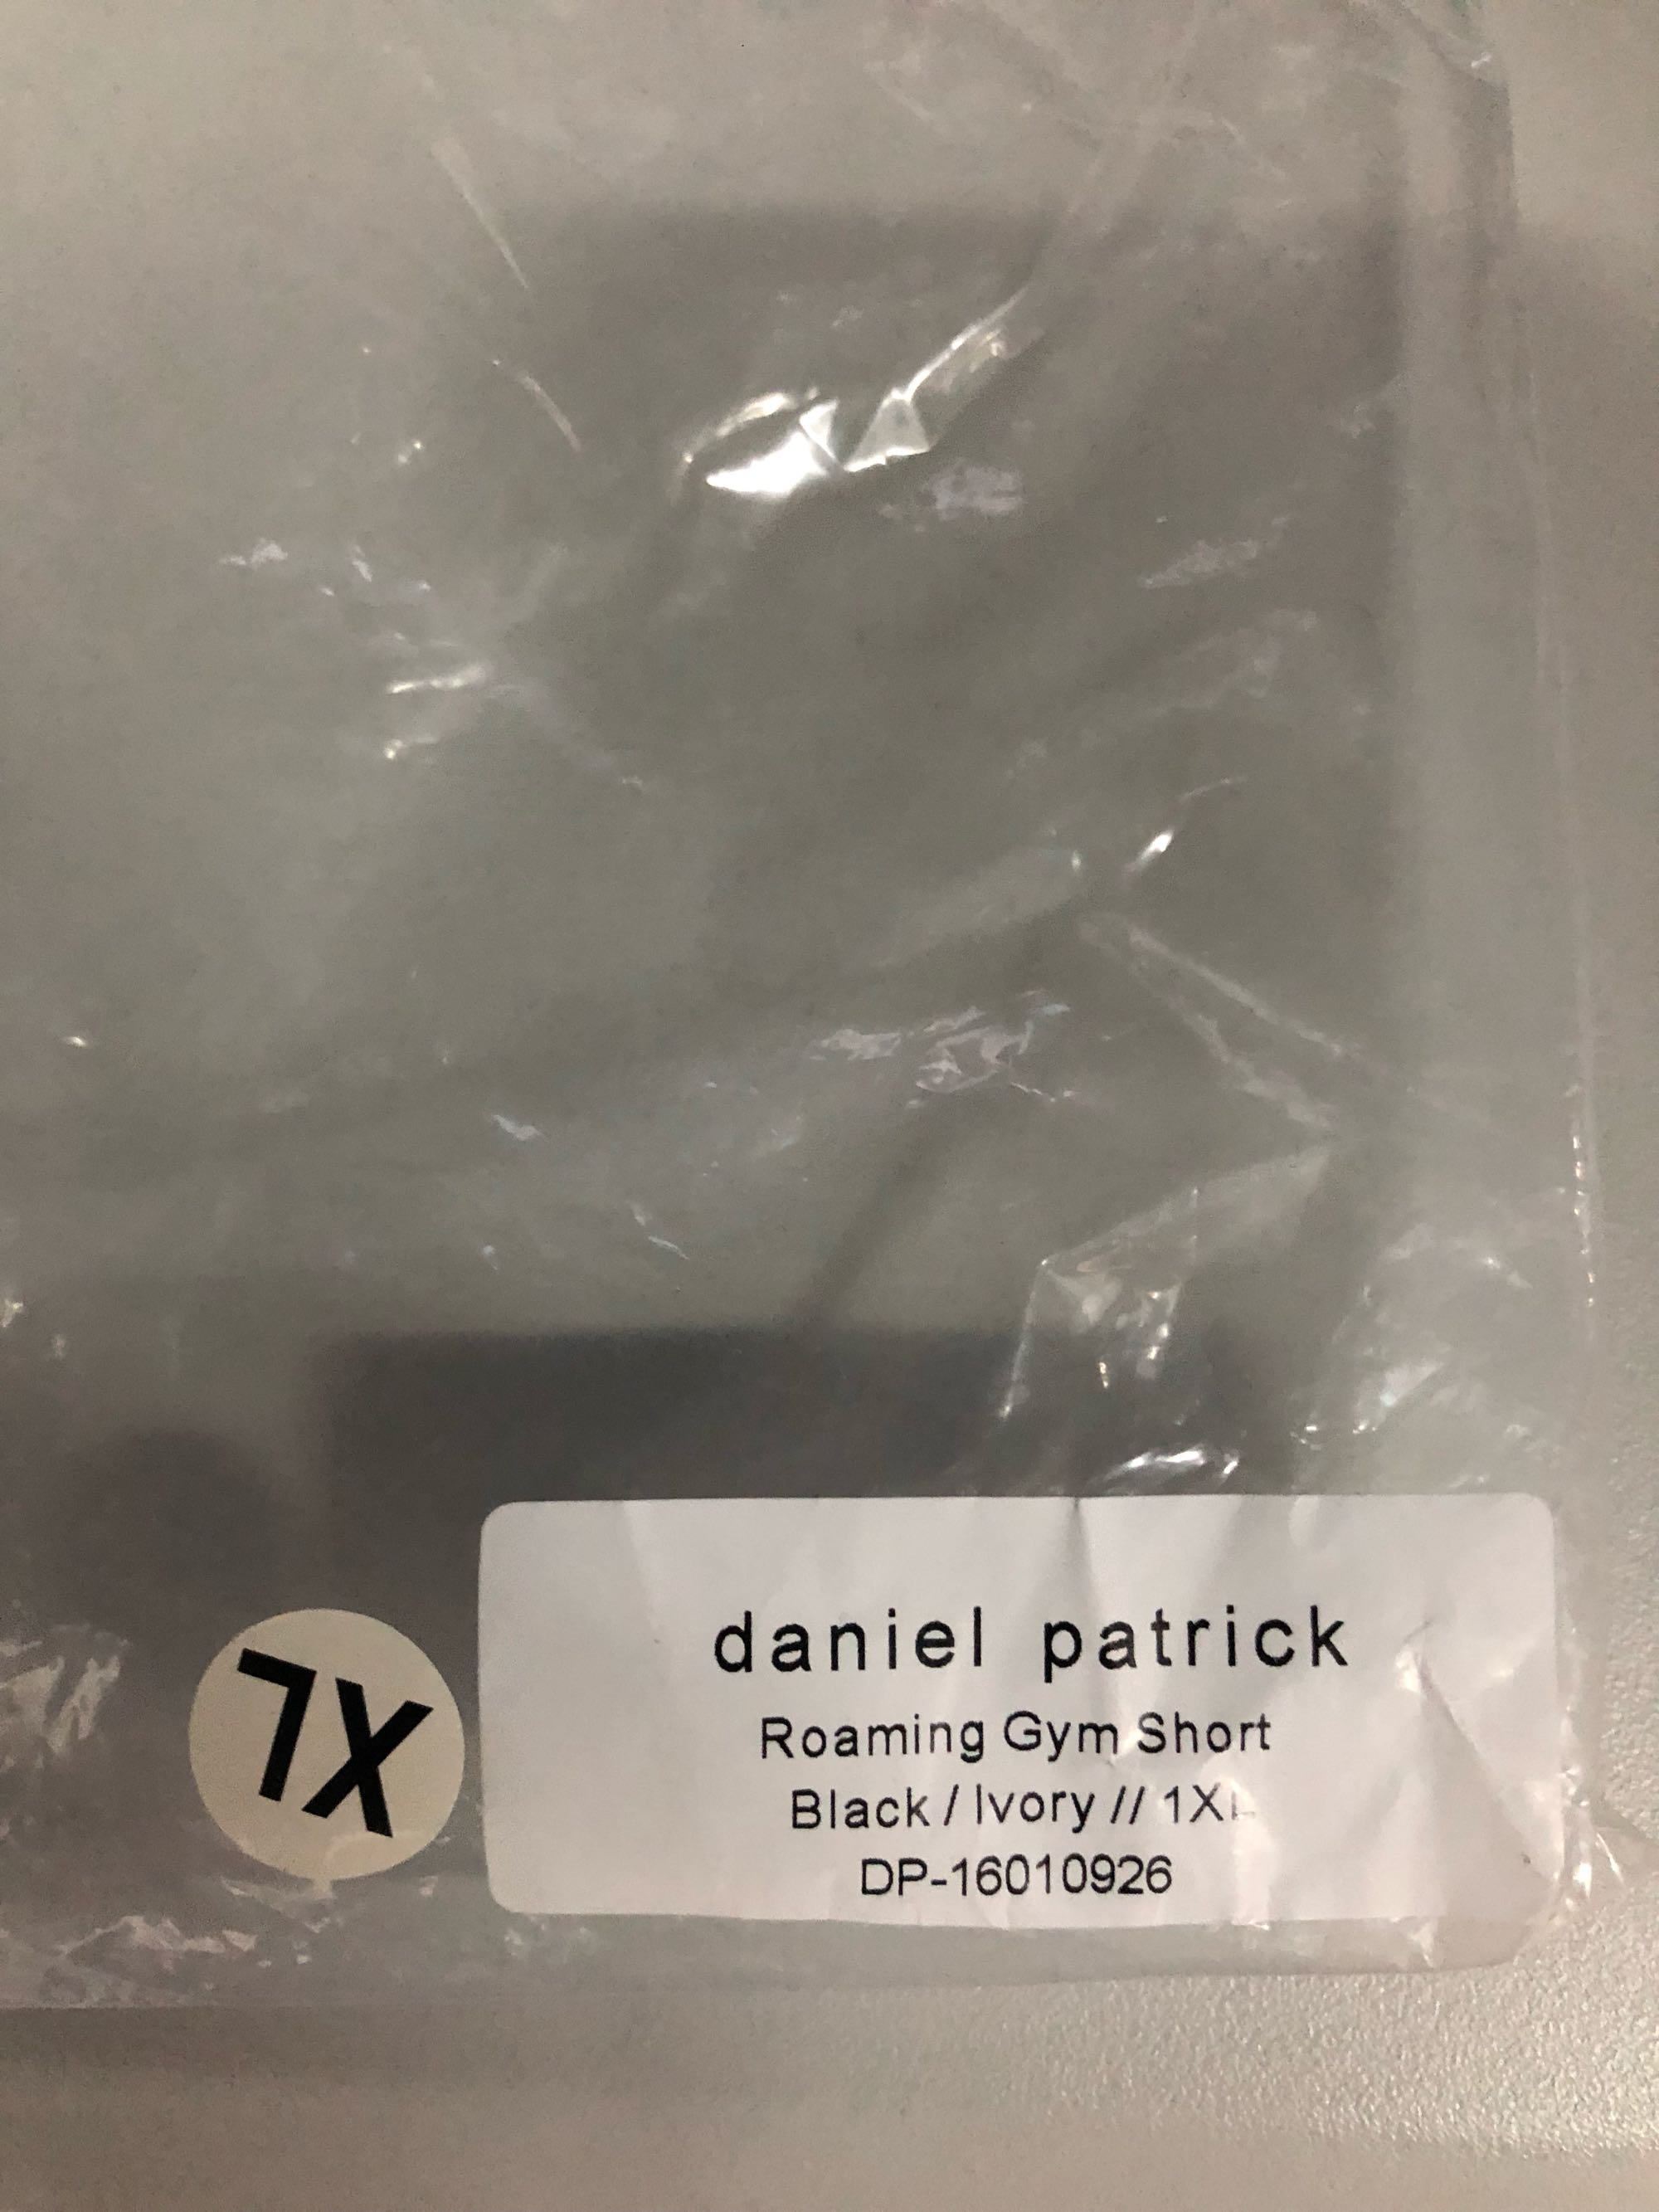 XL
daniel patrick
Roaming Gym Short
Black / Ivory // 1XL
DP-16010926